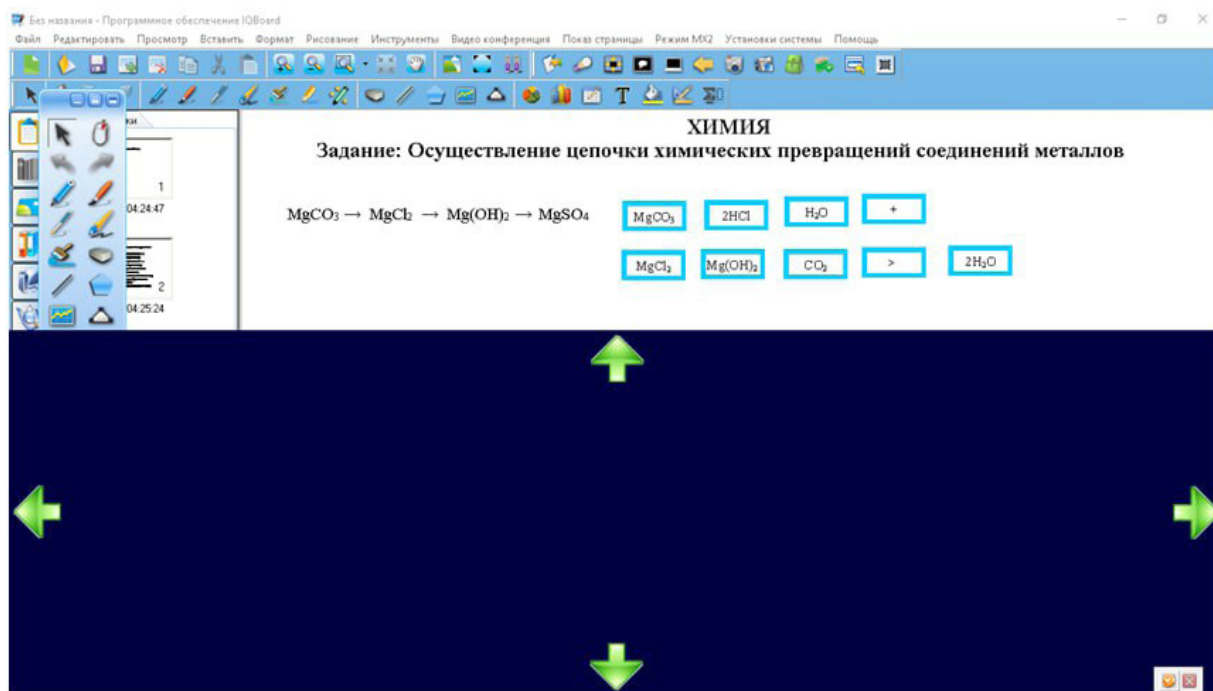 Без названия - Программное обеспечение IQBoard
Файл Редактировать Просмотр Вставить Формат Рисование Инструменты Видео конференция Показ страницы Режим MX2 Установки системы Помощь
ки
ХИМИЯ
Задание: Осуществление цепочки химических превращений соединений металлов
1
04:24:47
MgCO₃ → MgCl₂ → Mg(OH)₂ → MgSO₄
MgCO₃ 2HCl H₂O +
MgCl₂ Mg(OH)₂ CO₂ > 2H₂O
2
04:25:24